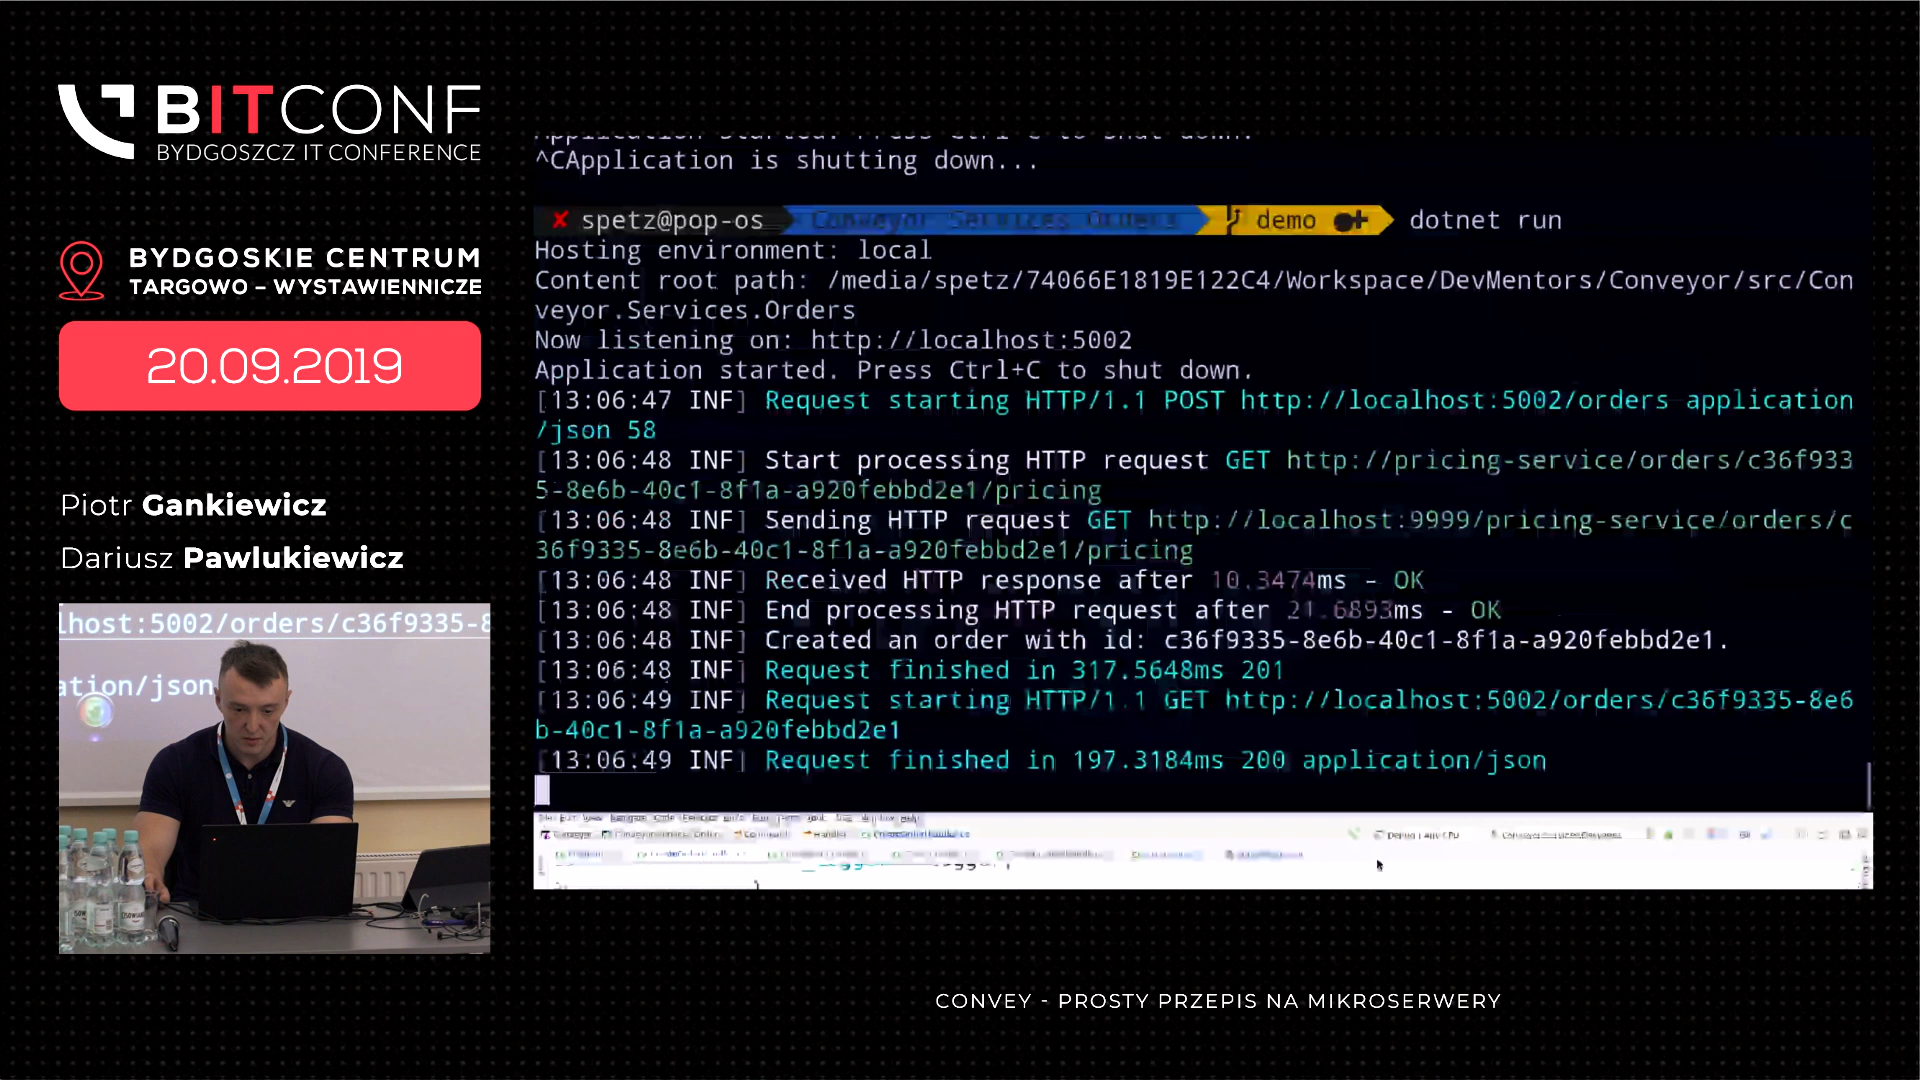 BITCONF
BYDGOSZCZ IT CONFERENCE
BYDGOSKIE CENTRUM
TARGOWO – WYSTAWIENNICZE
20.09.2019
Piotr Gankiewicz
Dariusz Pawlukiewicz
lhost:5002/orders/c36f9335-8
ation/json
^CApplication is shutting down...
✘ spetz@pop-os Conveyor Services Orders demo dotnet run
Hosting environment: local
Content root path: /media/spetz/74066E1819E122C4/Workspace/DevMentors/Conveyor/src/Con
veyor.Services.Orders
Now listening on: http://localhost:5002
Application started. Press Ctrl+C to shut down.
[13:06:47 INF] Request starting HTTP/1.1 POST http://localhost:5002/orders application
/json 58
[13:06:48 INF] Start processing HTTP request GET http://pricing-service/orders/c36f933
5-8e6b-40c1-8f1a-a920febbd2e1/pricing
[13:06:48 INF] Sending HTTP request GET http://localhost:9999/pricing-service/orders/c
36f9335-8e6b-40c1-8f1a-a920febbd2e1/pricing
[13:06:48 INF] Received HTTP response after 10.3474ms - OK
[13:06:48 INF] End processing HTTP request after 21.6893ms - OK
[13:06:48 INF] Created an order with id: c36f9335-8e6b-40c1-8f1a-a920febbd2e1.
[13:06:48 INF] Request finished in 317.5648ms 201
[13:06:49 INF] Request starting HTTP/1.1 GET http://localhost:5002/orders/c36f9335-8e6
b-40c1-8f1a-a920febbd2e1
[13:06:49 INF] Request finished in 197.3184ms 200 application/json
CONVEY - PROSTY PRZEPIS NA MIKROSERWERY